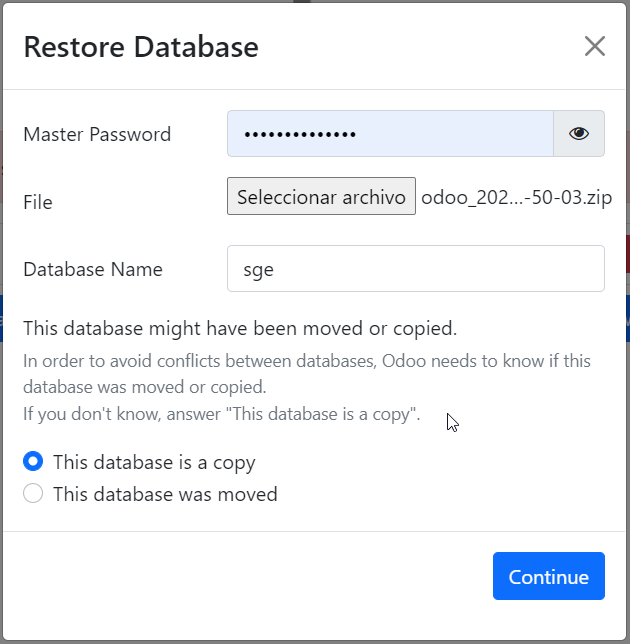 Restore Database
Master Password
••••••••••••••
File
Seleccionar archivo odoo_202...-50-03.zip
Database Name
sge
This database might have been moved or copied.
In order to avoid conflicts between databases, Odoo needs to know if this
database was moved or copied.
If you don't know, answer "This database is a copy".
This database is a copy
This database was moved
Continue